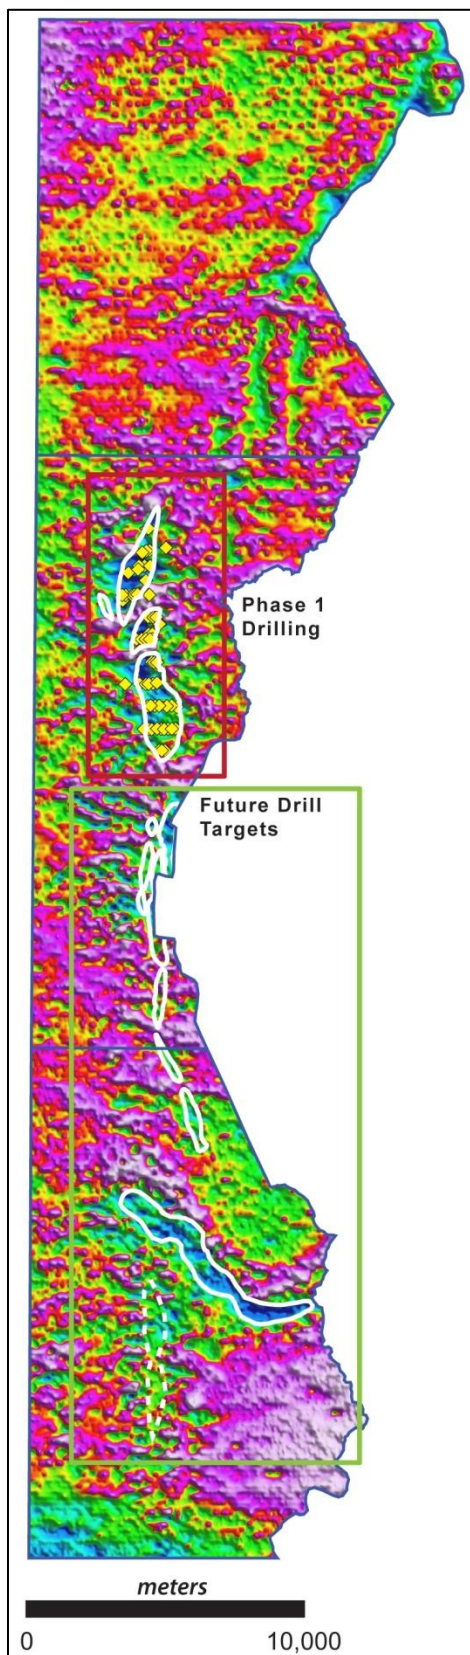 Phase 1
Drilling
Future Drill
Targets
meters
0 10,000